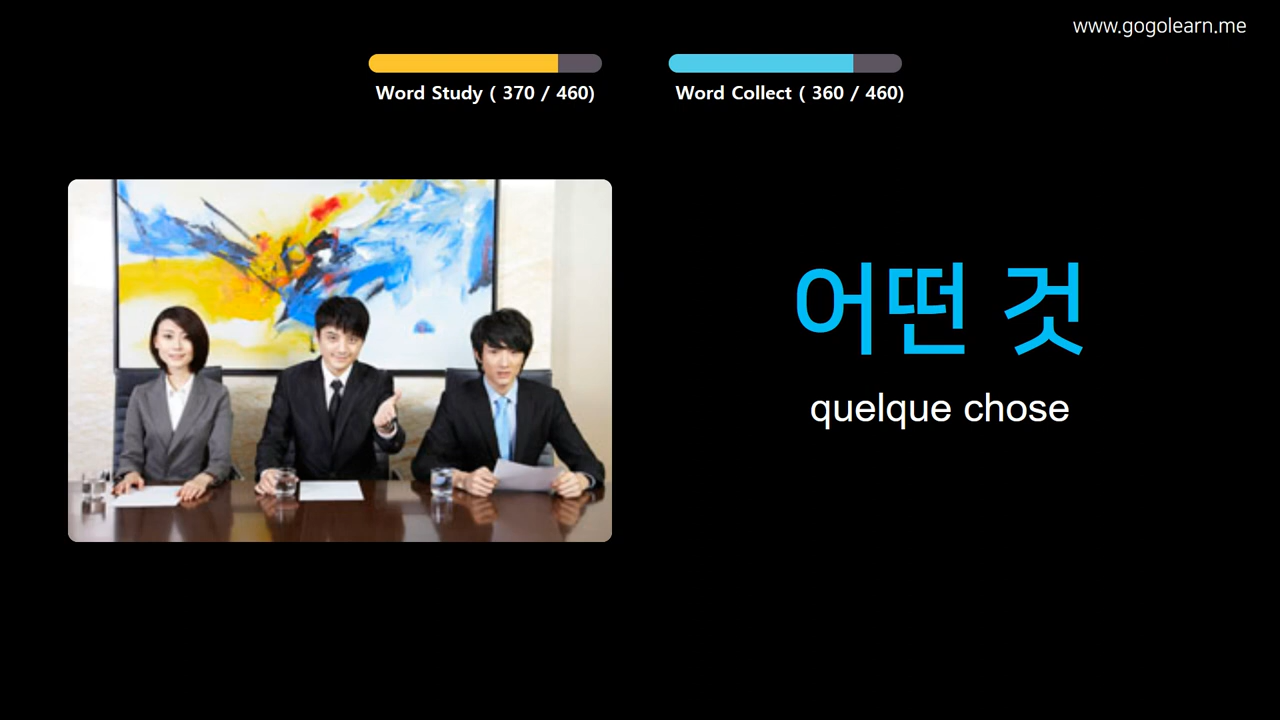 www.gogolearn.me
Word Study ( 370 / 460)
Word Collect ( 360 / 460)
어떤 것
quelque chose